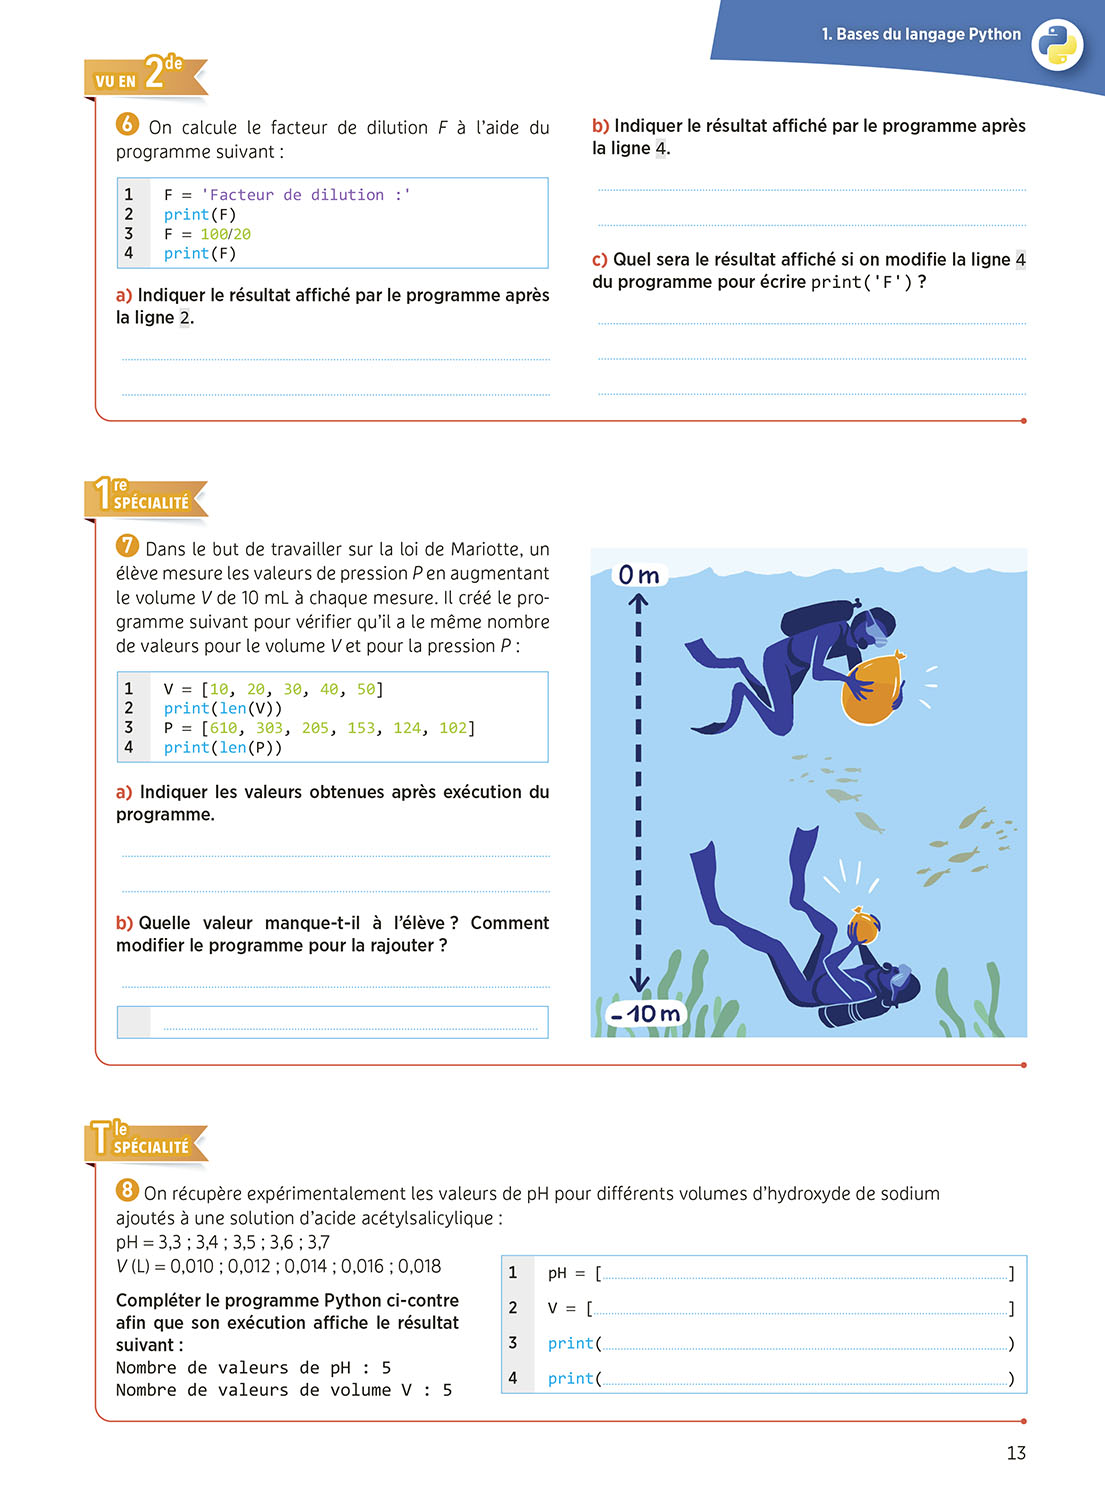 1. Bases du langage Python
VU EN 2de
6 On calcule le facteur de dilution F à l'aide du
programme suivant :
1 F = 'Facteur de dilution :'
2 print(F)
3 F = 100/20
4 print(F)
a) Indiquer le résultat affiché par le programme après
la ligne 2.
b) Indiquer le résultat affiché par le programme après
la ligne 4.
c) Quel sera le résultat affiché si on modifie la ligne 4
du programme pour écrire print('F') ?
1re SPÉCIALITÉ
7 Dans le but de travailler sur la loi de Mariotte, un
élève mesure les valeurs de pression P en augmentant
le volume V de 10 mL à chaque mesure. Il créé le pro-
gramme suivant pour vérifier qu'il a le même nombre
de valeurs pour le volume V et pour la pression P :
1 V = [10, 20, 30, 40, 50]
2 print(len(V))
3 P = [610, 303, 205, 153, 124, 102]
4 print(len(P))
a) Indiquer les valeurs obtenues après exécution du
programme.
b) Quelle valeur manque-t-il à l'élève ? Comment
modifier le programme pour la rajouter ?
0 m
-10 m
Tle SPÉCIALITÉ
8 On récupère expérimentalement les valeurs de pH pour différents volumes d'hydroxyde de sodium
ajoutés à une solution d'acide acétylsalicylique :
pH = 3,3 ; 3,4 ; 3,5 ; 3,6 ; 3,7
V (L) = 0,010 ; 0,012 ; 0,014 ; 0,016 ; 0,018
Compléter le programme Python ci-contre
afin que son exécution affiche le résultat
suivant :
Nombre de valeurs de pH : 5
Nombre de valeurs de volume V : 5
1 pH = [ ]
2 V = [ ]
3 print( )
4 print( )
13